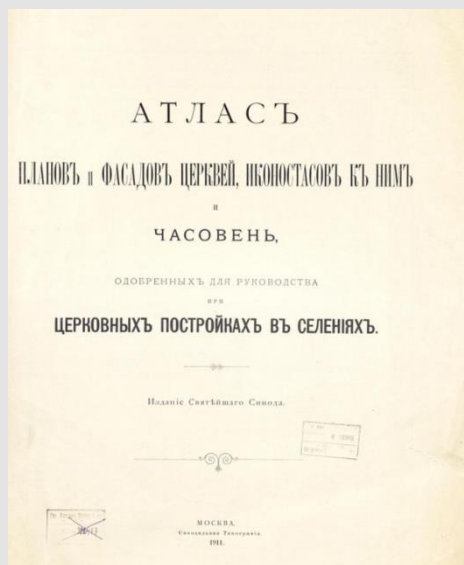 АТЛАСЪ
ПЛАНОВЪ и ФАСАДОВЪ ЦЕРКВЕЙ, ИКОНОСТАСОВЪ КЪ НИМЪ
и
ЧАСОВЕНЬ,
ОДОБРЕННЫХЪ ДЛЯ РУКОВОДСТВА
ПРИ
ЦЕРКОВНЫХЪ ПОСТРОЙКАХЪ ВЪ СЕЛЕНІЯХЪ.
Изданіе Святѣйшаго Синода.
МОСКВА.
Синодальная Типографія.
1911.